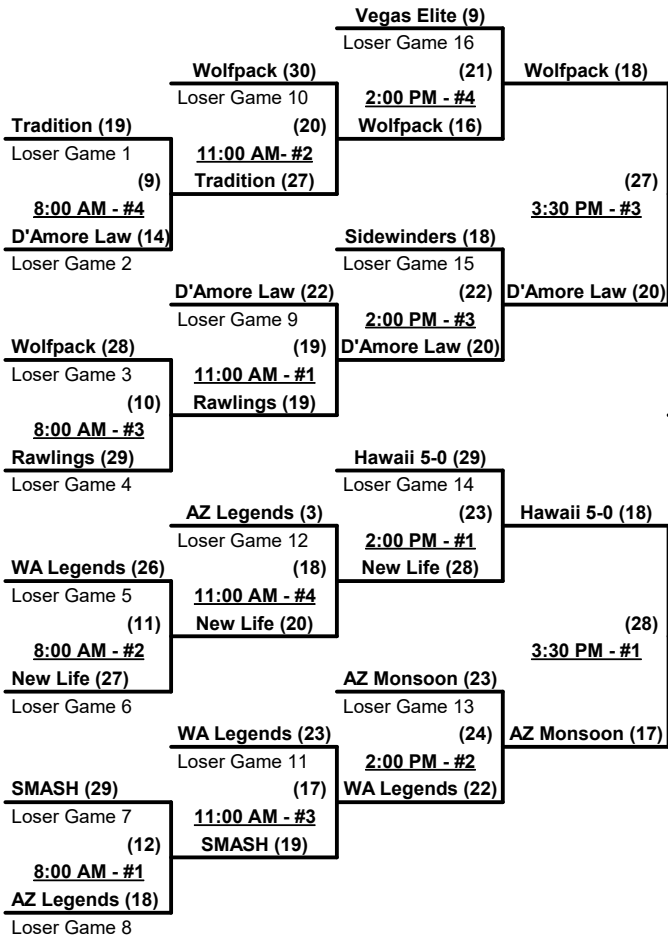 Vegas Elite (9)
Loser Game 16
(21)
2:00 PM - #4
Wolfpack (16)
Wolfpack (18)
Wolfpack (30)
Loser Game 10
(20)
11:00 AM- #2
Tradition (27)
Tradition (19)
Loser Game 1
(9)
8:00 AM - #4
D'Amore Law (14)
Loser Game 2
(27)
3:30 PM - #3
Sidewinders (18)
Loser Game 15
(22)
2:00 PM - #3
D'Amore Law (20)
D'Amore Law (20)
D'Amore Law (22)
Loser Game 9
(19)
11:00 AM - #1
Rawlings (19)
Wolfpack (28)
Loser Game 3
(10)
8:00 AM - #3
Rawlings (29)
Loser Game 4
Hawaii 5-0 (29)
Loser Game 14
(23)
2:00 PM - #1
New Life (28)
Hawaii 5-0 (18)
AZ Legends (3)
Loser Game 12
(18)
11:00 AM - #4
New Life (20)
WA Legends (26)
Loser Game 5
(11)
8:00 AM - #2
New Life (27)
Loser Game 6
(28)
3:30 PM - #1
AZ Monsoon (23)
Loser Game 13
(24)
2:00 PM - #2
WA Legends (22)
AZ Monsoon (17)
WA Legends (23)
Loser Game 11
(17)
11:00 AM - #3
SMASH (19)
SMASH (29)
Loser Game 7
(12)
8:00 AM - #1
AZ Legends (18)
Loser Game 8